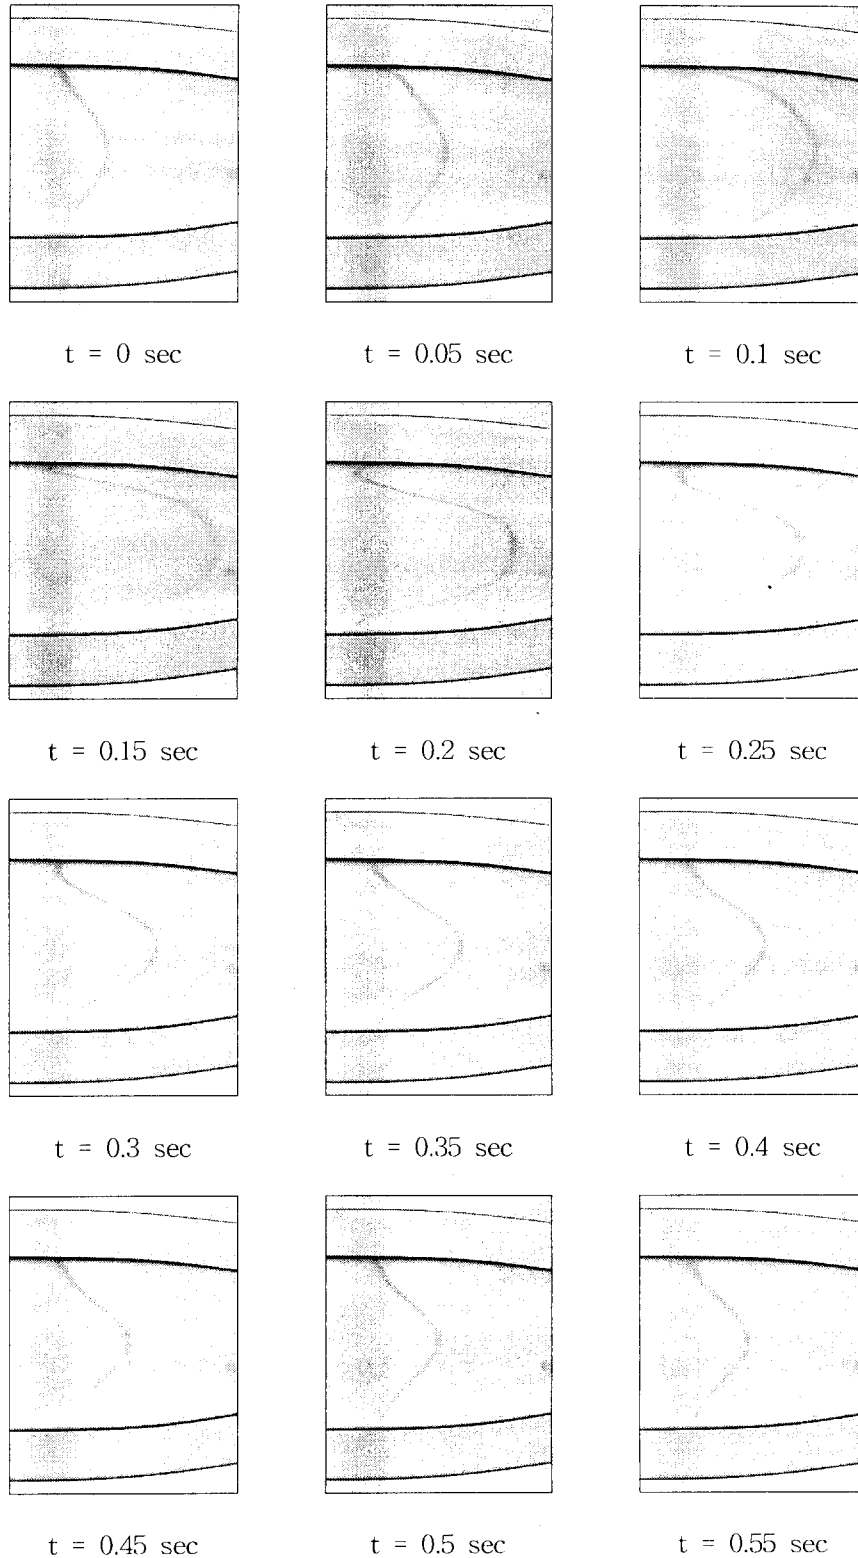 t = 0 sec
t = 0.05 sec
t = 0.1 sec
t = 0.15 sec
t = 0.2 sec
t = 0.25 sec
t = 0.3 sec
t = 0.35 sec
t = 0.4 sec
t = 0.45 sec
t = 0.5 sec
t = 0.55 sec